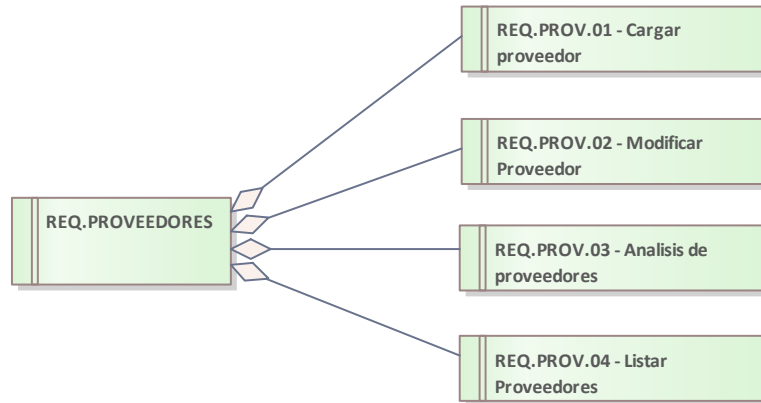 REQ.PROV.01 - Cargar
proveedor
REQ.PROV.02 - Modificar
Proveedor
REQ.PROVEEDORES
REQ.PROV.03 - Analisis de
proveedores
REQ.PROV.04 - Listar
Proveedores